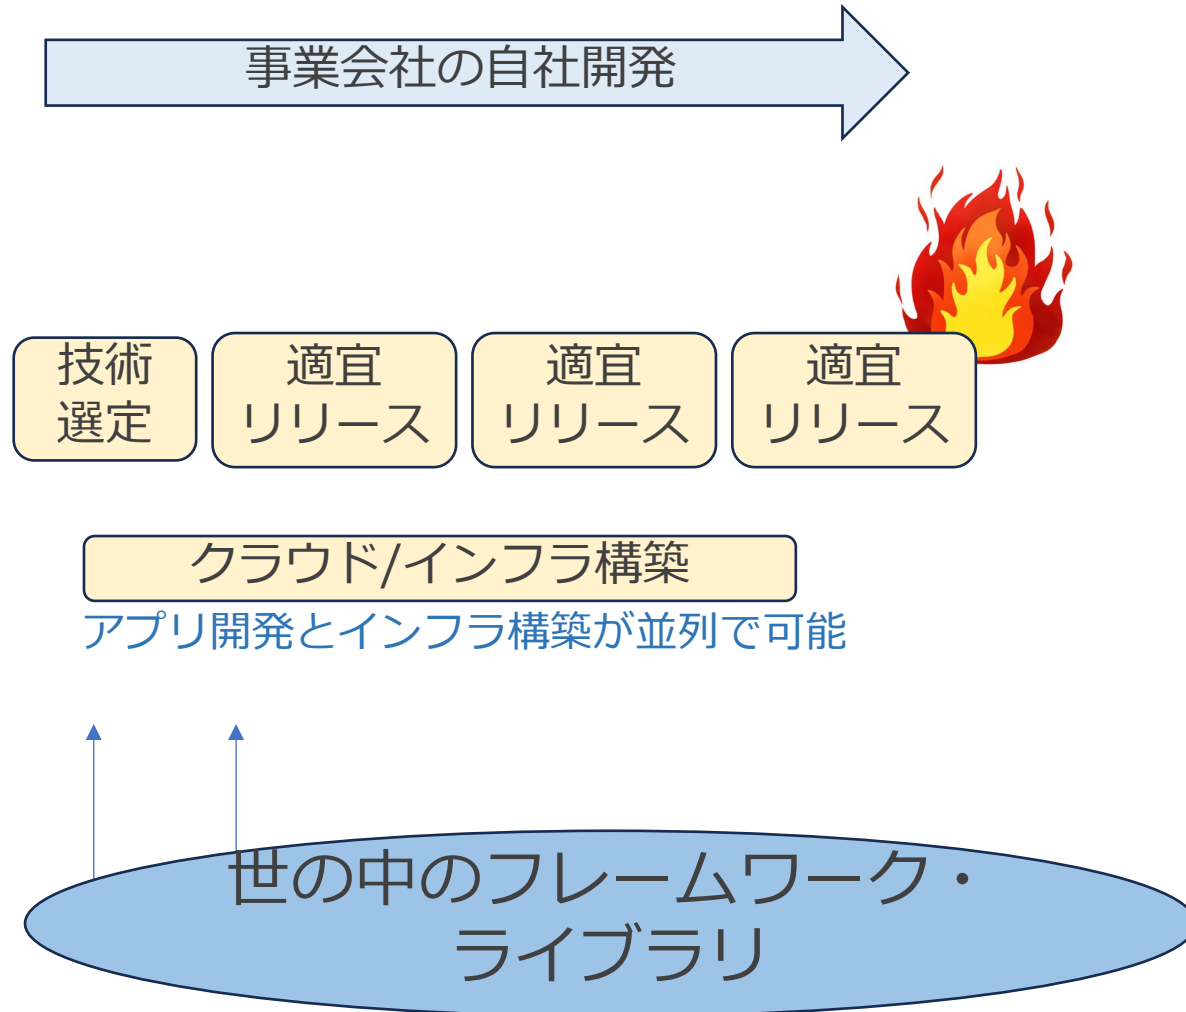 事業会社の自社開発
技術
選定
適宜
リリース
適宜
リリース
適宜
リリース
クラウド/インフラ構築
アプリ開発とインフラ構築が並列で可能
世の中のフレームワーク・
ライブラリ